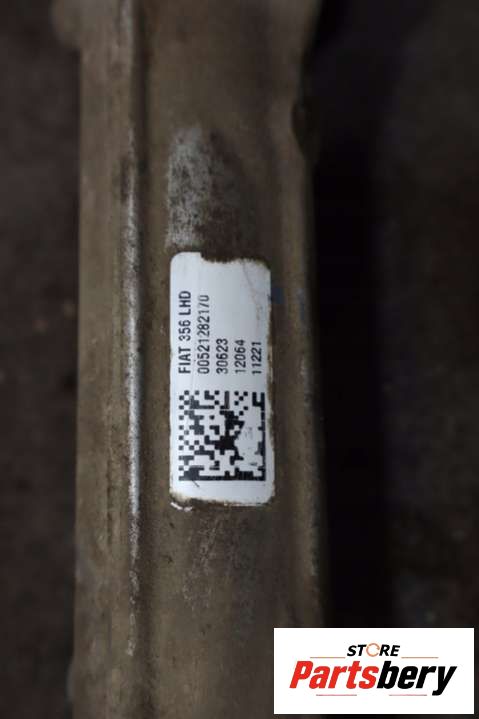 FIAT 356 LHD
00521282170
30623
12064
11221
STORE
Partsbery